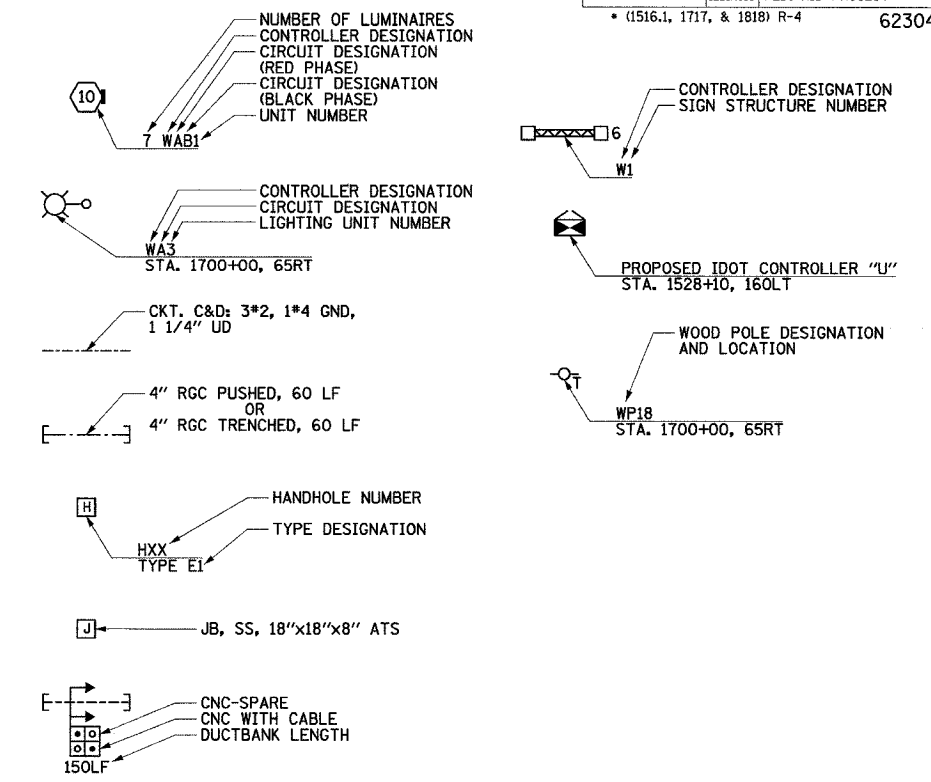 * (1516.1, 1717, & 1818) R-4
62304
NUMBER OF LUMINAIRES
CONTROLLER DESIGNATION
CIRCUIT DESIGNATION
(RED PHASE)
CIRCUIT DESIGNATION
(BLACK PHASE)
UNIT NUMBER
10
7 WAB1
CONTROLLER DESIGNATION
SIGN STRUCTURE NUMBER
6
W1
CONTROLLER DESIGNATION
CIRCUIT DESIGNATION
LIGHTING UNIT NUMBER
WA3
STA. 1700+00, 65RT
PROPOSED IDOT CONTROLLER "U"
STA. 1528+10, 160LT
CKT. C&D: 3#2, 1#4 GND,
1 1/4" UD
WOOD POLE DESIGNATION
AND LOCATION
T
WP18
STA. 1700+00, 65RT
4" RGC PUSHED, 60 LF
OR
4" RGC TRENCHED, 60 LF
H
HANDHOLE NUMBER
TYPE DESIGNATION
HXX
TYPE E1
J
JB, SS, 18"x18"x8" ATS
CNC-SPARE
CNC WITH CABLE
DUCTBANK LENGTH
150LF